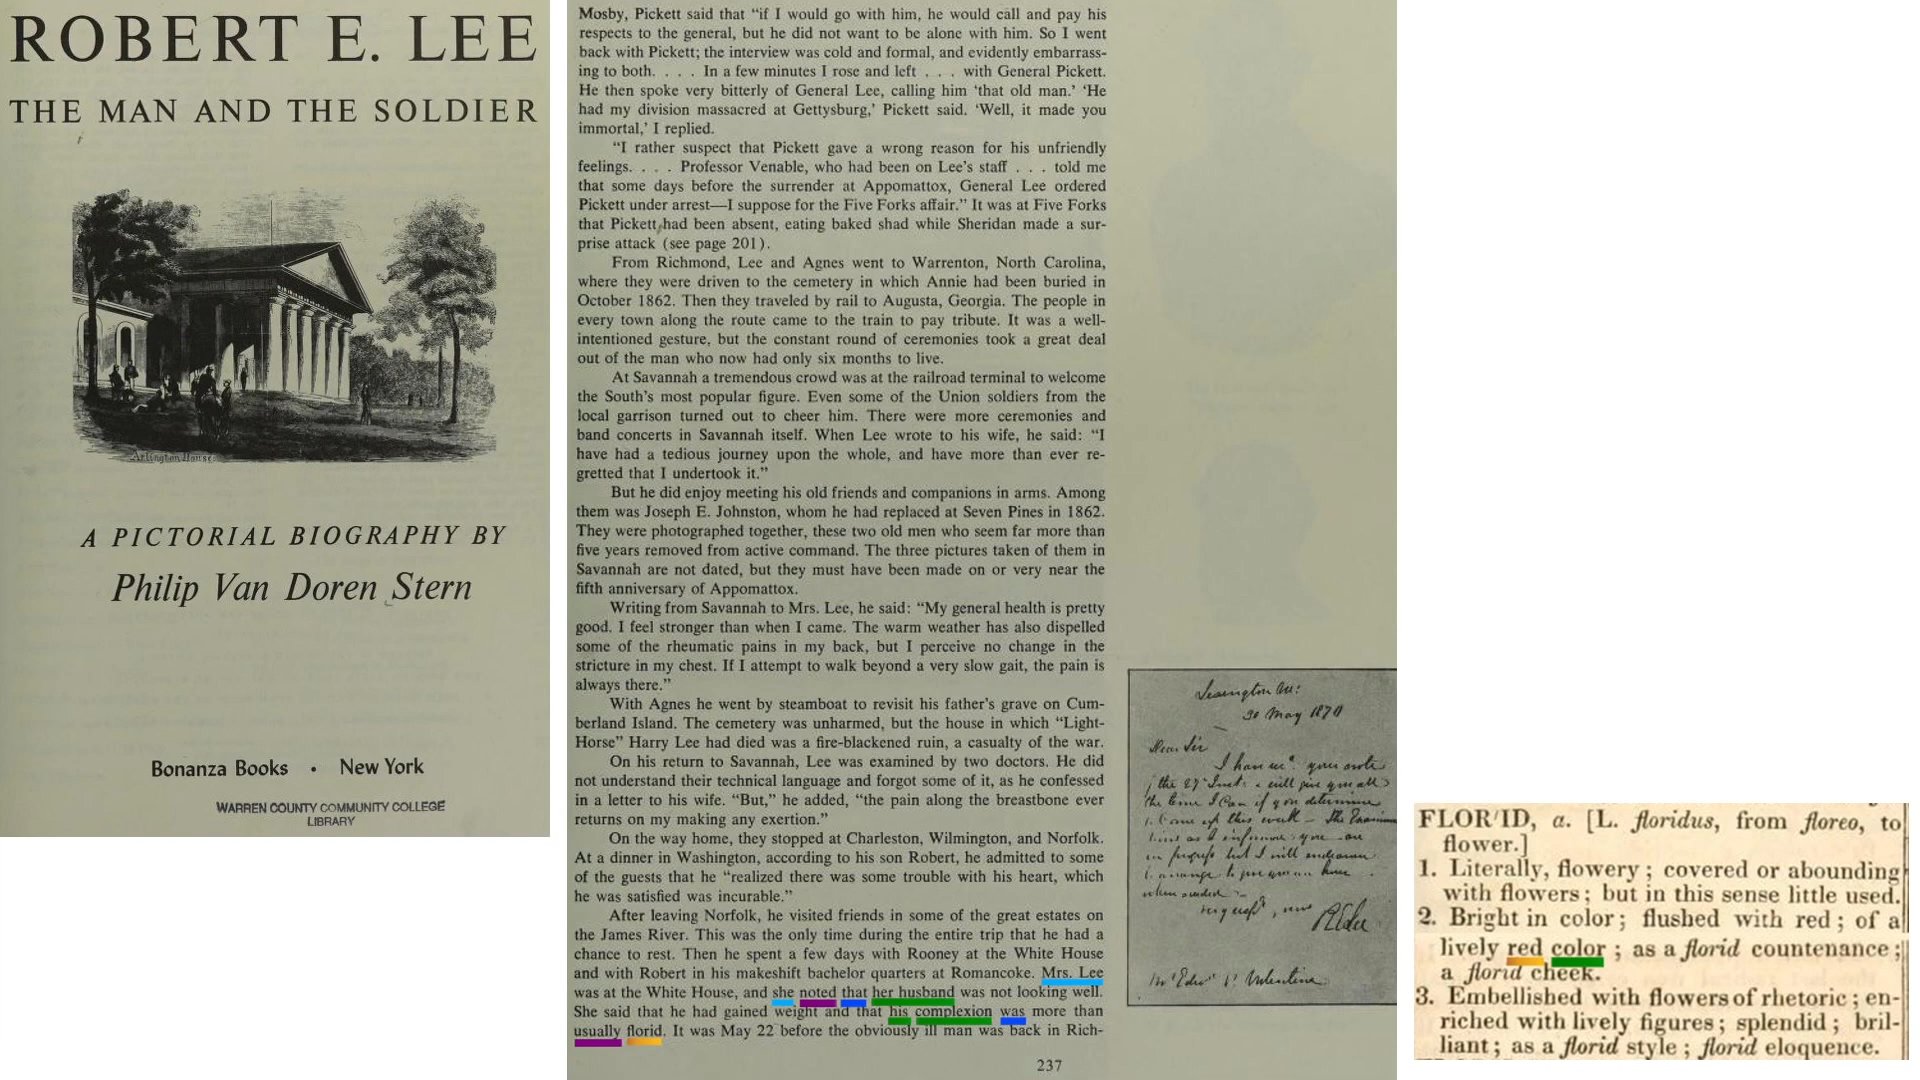 ROBERT E. LEE
THE MAN AND THE SOLDIER
Arlington House.
A PICTORIAL BIOGRAPHY BY
Philip Van Doren Stern
Bonanza Books · New York
WARREN COUNTY COMMUNITY COLLEGE
LIBRARY
Mosby, Pickett said that “if I would go with him, he would call and pay his
respects to the general, but he did not want to be alone with him. So I went
back with Pickett; the interview was cold and formal, and evidently embarrass-
ing to both. . . . In a few minutes I rose and left . . . with General Pickett.
He then spoke very bitterly of General Lee, calling him ‘that old man.’ ‘He
had my division massacred at Gettysburg,’ Pickett said. ‘Well, it made you
immortal,’ I replied.
“I rather suspect that Pickett gave a wrong reason for his unfriendly
feelings. . . . Professor Venable, who had been on Lee’s staff . . . told me
that some days before the surrender at Appomattox, General Lee ordered
Pickett under arrest—I suppose for the Five Forks affair.” It was at Five Forks
that Pickett had been absent, eating baked shad while Sheridan made a sur-
prise attack (see page 201).
From Richmond, Lee and Agnes went to Warrenton, North Carolina,
where they were driven to the cemetery in which Annie had been buried in
October 1862. Then they traveled by rail to Augusta, Georgia. The people in
every town along the route came to the train to pay tribute. It was a well-
intentioned gesture, but the constant round of ceremonies took a great deal
out of the man who now had only six months to live.
At Savannah a tremendous crowd was at the railroad terminal to welcome
the South’s most popular figure. Even some of the Union soldiers from the
local garrison turned out to cheer him. There were more ceremonies and
band concerts in Savannah itself. When Lee wrote to his wife, he said: “I
have had a tedious journey upon the whole, and have more than ever re-
gretted that I undertook it.”
But he did enjoy meeting his old friends and companions in arms. Among
them was Joseph E. Johnston, whom he had replaced at Seven Pines in 1862.
They were photographed together, these two old men who seem far more than
five years removed from active command. The three pictures taken of them in
Savannah are not dated, but they must have been made on or very near the
fifth anniversary of Appomattox.
Writing from Savannah to Mrs. Lee, he said: “My general health is pretty
good. I feel stronger than when I came. The warm weather has also dispelled
some of the rheumatic pains in my back, but I perceive no change in the
stricture in my chest. If I attempt to walk beyond a very slow gait, the pain is
always there.”
With Agnes he went by steamboat to revisit his father’s grave on Cum-
berland Island. The cemetery was unharmed, but the house in which “Light-
Horse” Harry Lee had died was a fire-blackened ruin, a casualty of the war.
On his return to Savannah, Lee was examined by two doctors. He did
not understand their technical language and forgot some of it, as he confessed
in a letter to his wife. “But,” he added, “the pain along the breastbone ever
returns on my making any exertion.”
On the way home, they stopped at Charleston, Wilmington, and Norfolk.
At a dinner in Washington, according to his son Robert, he admitted to some
of the guests that he “realized there was some trouble with his heart, which
he was satisfied was incurable.”
After leaving Norfolk, he visited friends in some of the great estates on
the James River. This was the only time during the entire trip that he had a
chance to rest. Then he spent a few days with Rooney at the White House
and with Robert in his makeshift bachelor quarters at Romancoke. Mrs. Lee
was at the White House, and she noted that her husband was not looking well.
She said that he had gained weight and that his complexion was more than
usually florid. It was May 22 before the obviously ill man was back in Rich-
237
Lexington
30 May 1870
Dear Sir
I have your note
the 27 Inst. & will give you all
the time I can if you determine
this week
RELee
Valentine
FLOR'ID, a. [L. floridus, from floreo, to
flower.]
1. Literally, flowery; covered or abounding
with flowers; but in this sense little used.
2. Bright in color; flushed with red; of a
lively red color; as a florid countenance;
a florid cheek.
3. Embellished with flowers of rhetoric; en-
riched with lively figures; splendid; bril-
liant; as a florid style; florid eloquence.